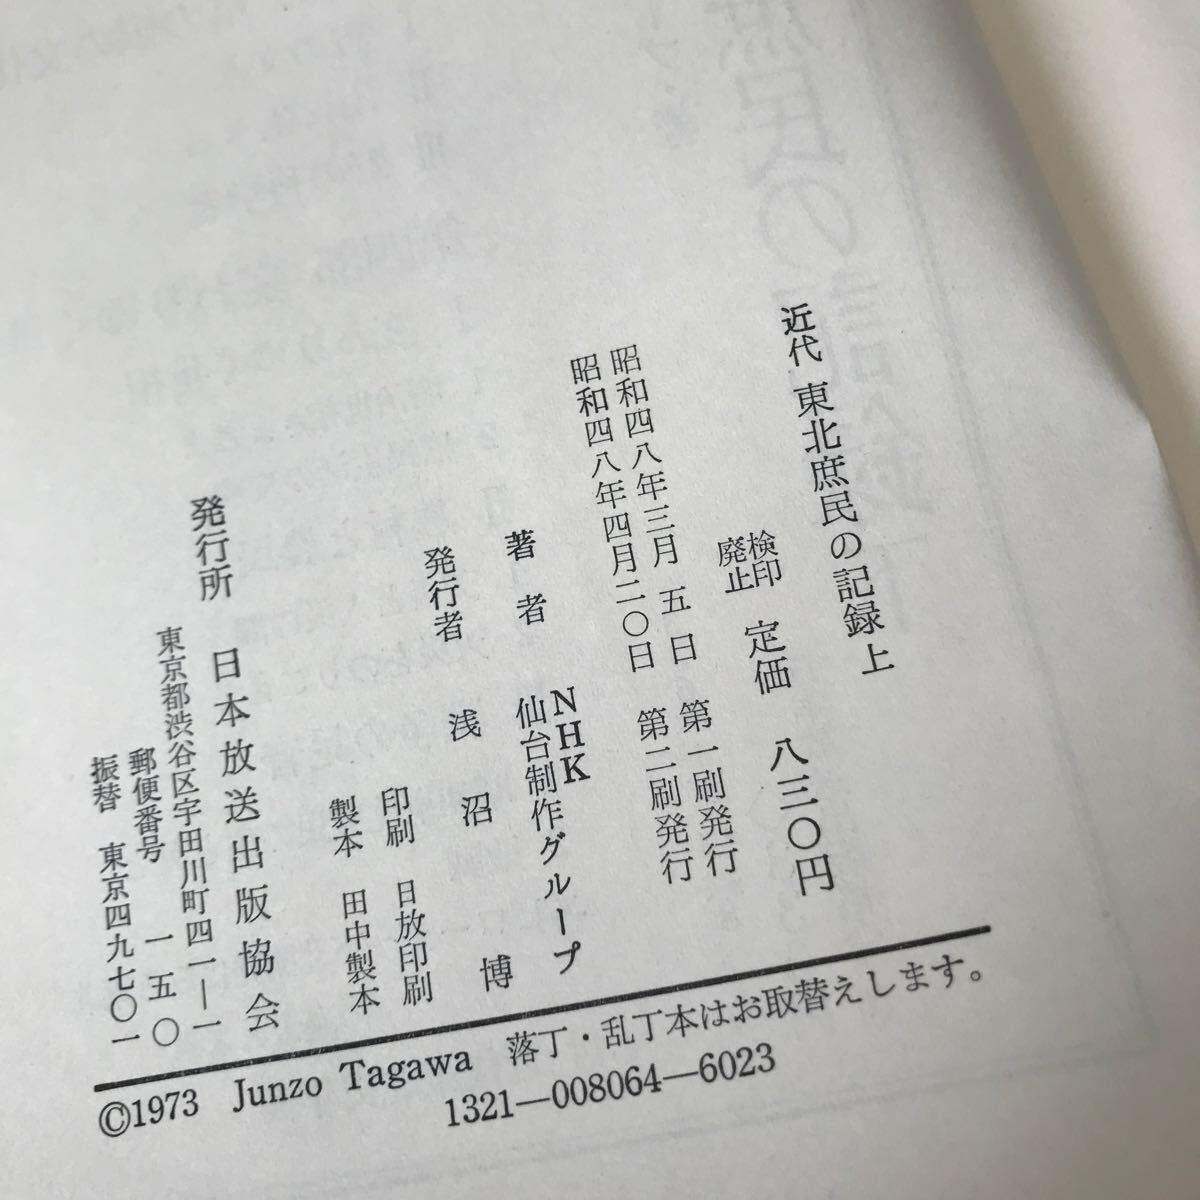 近代 東北庶民の記録 上
検印
廃止
定価 八三〇円
昭和四八年三月 五 日 第一刷発行
昭和四八年四月二〇日 第二刷発行
著 者 NHK
仙台制作グループ
発行者 浅 沼 博
印刷 日放印刷
製本 田中製本
発行所 日本放送出版協会
東京都渋谷区宇田川町四一―一
郵便番号 一五〇
振替 東京四九七〇一
落丁・乱丁本はお取替えします。
©1973 Junzo Tagawa
1321―008064―6023